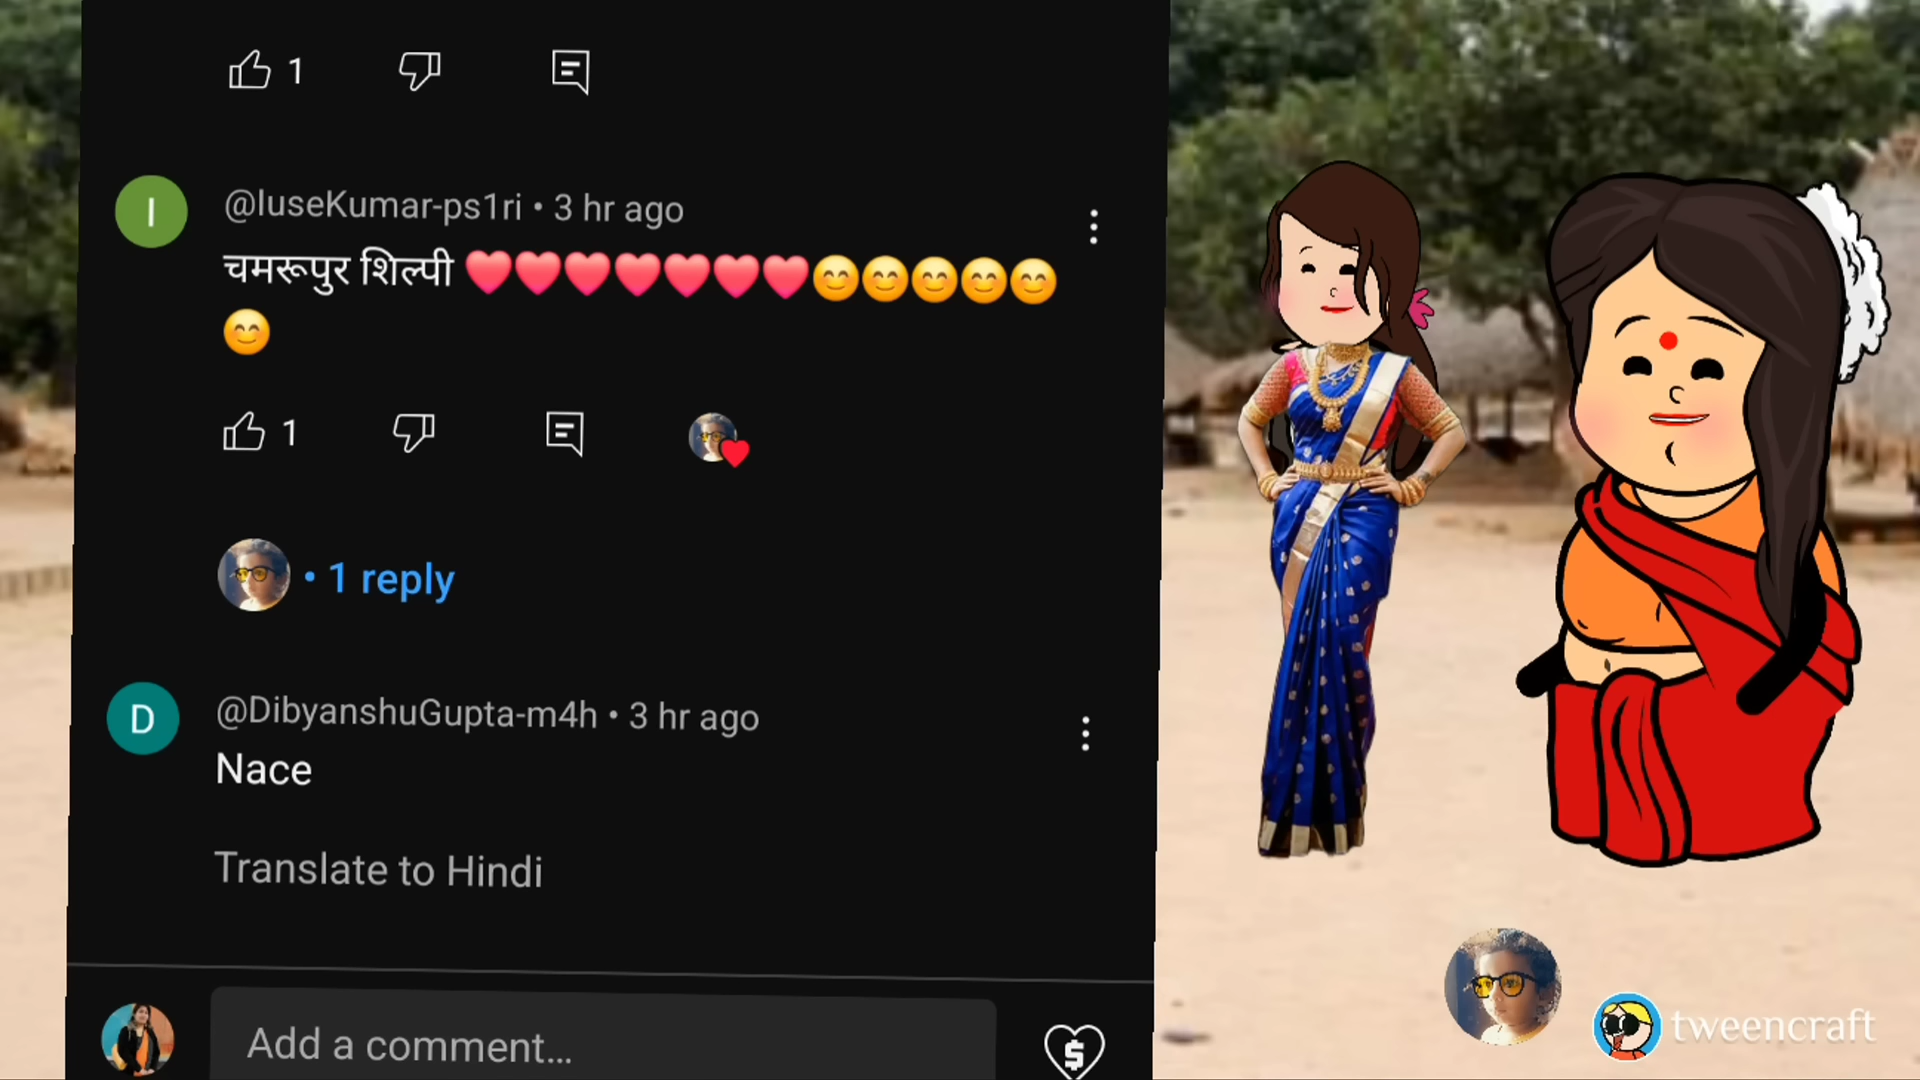 1
I
@IuseKumar-ps1ri • 3 hr ago
चमरूपुर शिल्पी ❤️❤️❤️❤️❤️❤️❤️😊😊😊😊😊
😊
1
• 1 reply
D
@DibyanshuGupta-m4h • 3 hr ago
Nace
Translate to Hindi
Add a comment...
$
tweencraft